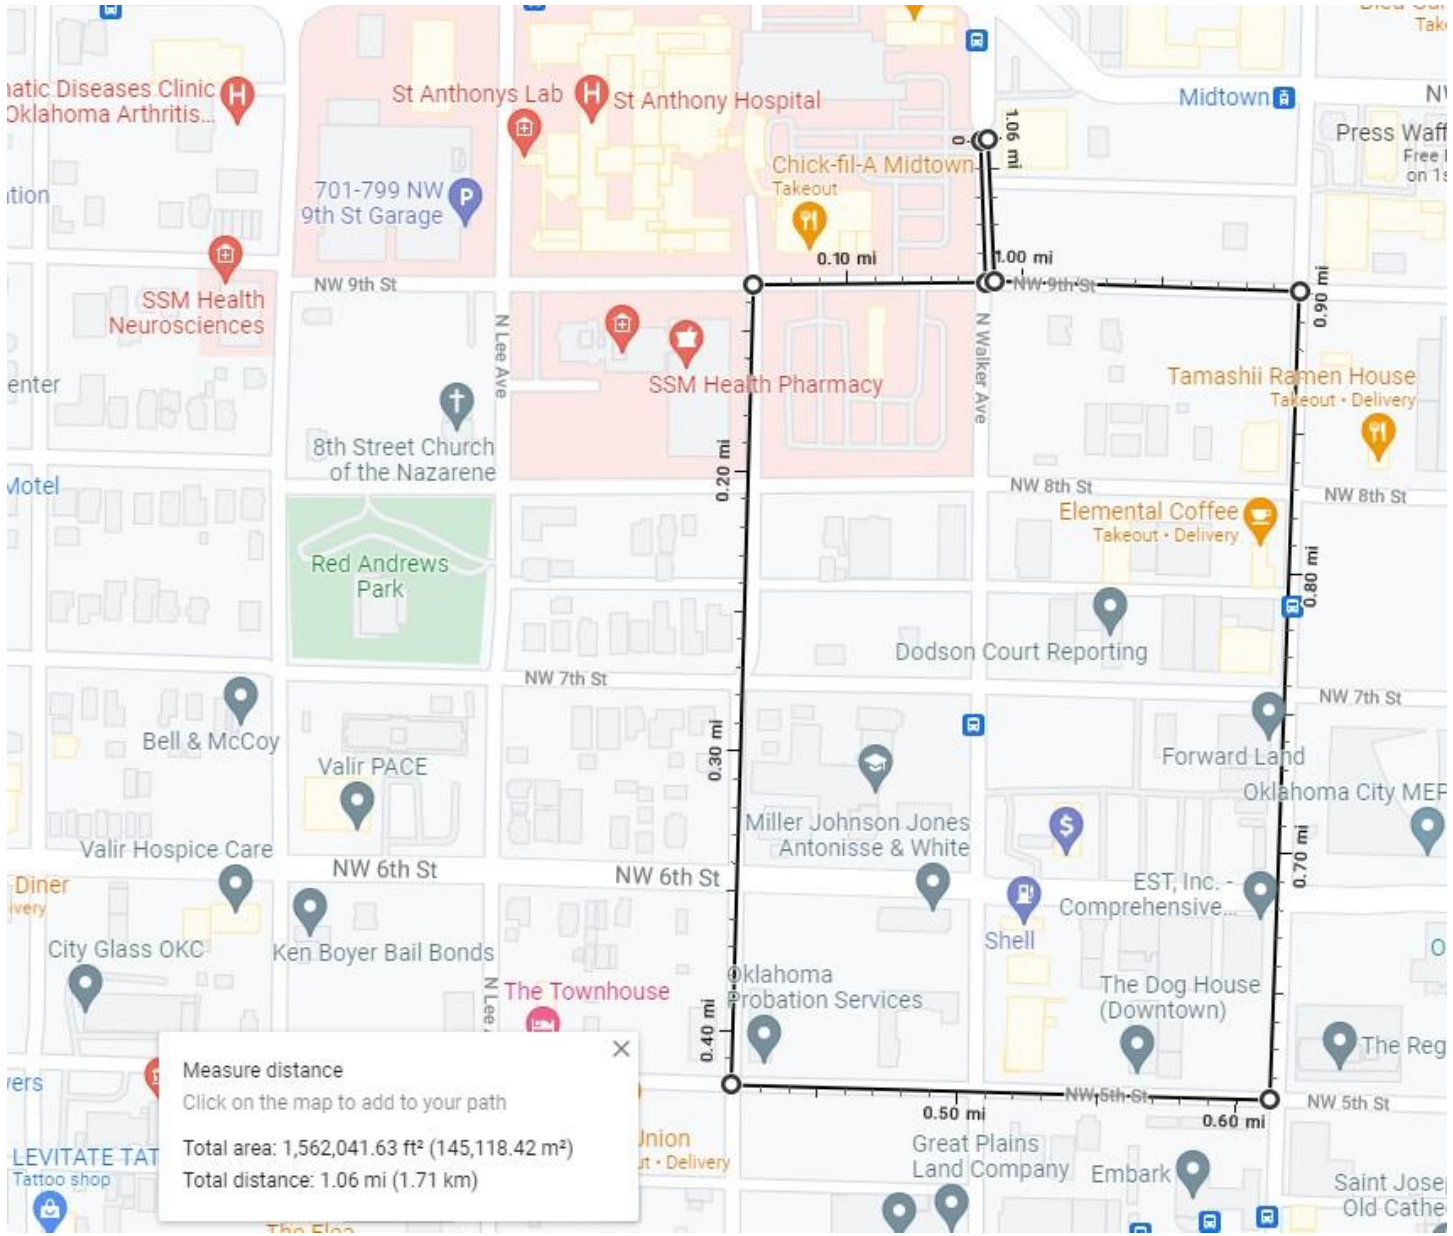 Take
Midtown
NW
Press Waff
Free
on 1s
atic Diseases Clinic
Oklahoma Arthritis...
St Anthonys Lab
St Anthony Hospital
0
1.06 mi
Chick-fil-A Midtown
Takeout
701-799 NW
9th St Garage
tion
0.10 mi
1.00 mi
NW 9th St
NW 9th St
0.90 mi
SSM Health
Neurosciences
N Lee Ave
N Walker Ave
SSM Health Pharmacy
Tamashii Ramen House
Takeout • Delivery
enter
8th Street Church
of the Nazarene
0.20 mi
Motel
NW 8th St
NW 8th St
Elemental Coffee
Takeout • Delivery
Red Andrews
Park
0.80 mi
Dodson Court Reporting
NW 7th St
NW 7th St
Bell & McCoy
0.30 mi
Valir PACE
Forward Land
Oklahoma City MEP
Miller Johnson Jones
Antonisse & White
0.70 mi
Valir Hospice Care
NW 6th St
NW 6th St
EST, Inc. -
Comprehensive...
Diner
ivery
Shell
City Glass OKC
Ken Boyer Bail Bonds
O
The Townhouse
N Lee
Oklahoma
Probation Services
The Dog House
(Downtown)
0.40 mi
The Reg
Measure distance
Click on the map to add to your path
Total area: 1,562,041.63 ft² (145,118.42 m²)
Total distance: 1.06 mi (1.71 km)
vers
NW 5th St
NW 5th St
0.50 mi
0.60 mi
LEVITATE TAT
Tattoo shop
Union
ut • Delivery
Great Plains
Land Company
Embark
Saint Jose
Old Cathe